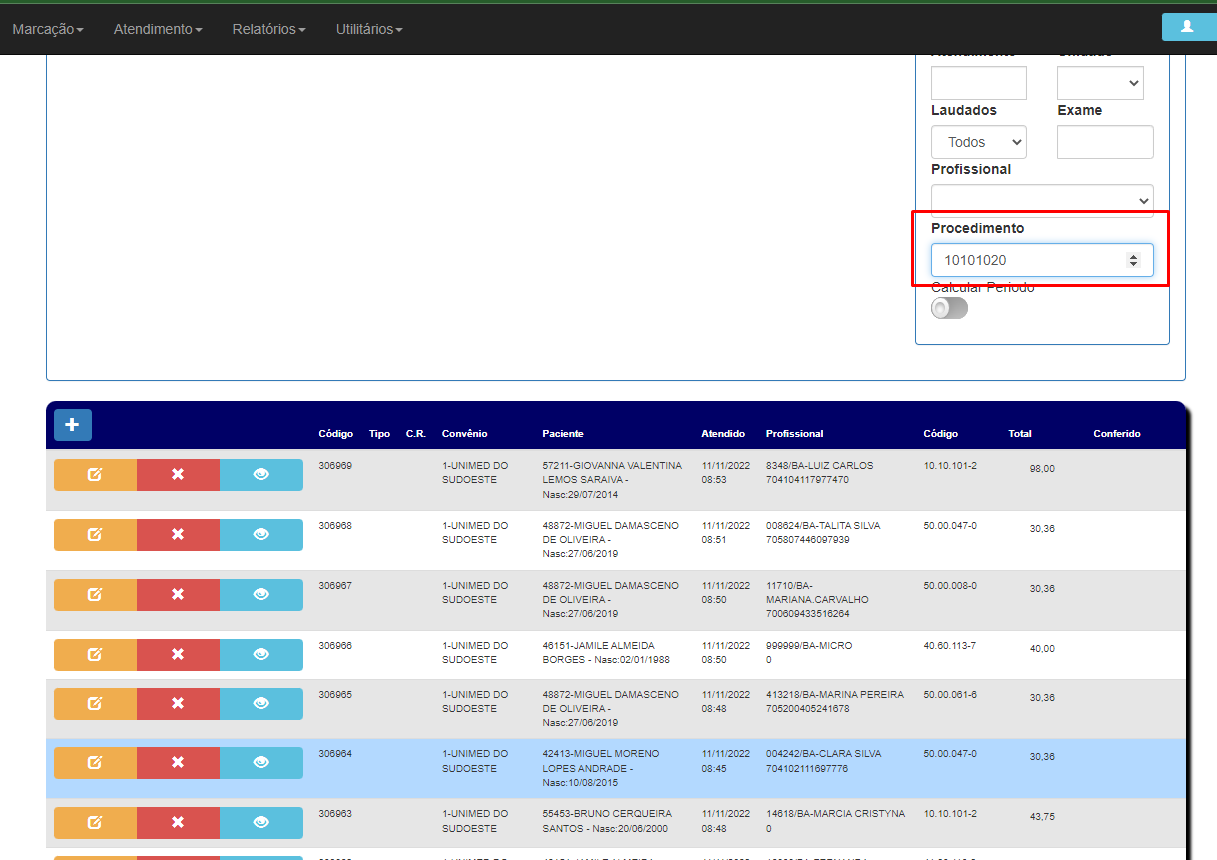 Marcação Atendimento Relatórios Utilitários
Atendimento Unidade
Laudados Exame
Todos
Profissional
Procedimento
10101020
Calcular Periodo
Código Tipo C.R. Convênio Paciente Atendido Profissional Código Total Conferido
306969 1-UNIMED DO 57211-GIOVANNA VALENTINA 11/11/2022 8348/BA-LUIZ CARLOS 10.10.101-2 98,00
SUDOESTE LEMOS SARAIVA - 08:53 704104117977470
Nasc:29/07/2014
306968 1-UNIMED DO 48872-MIGUEL DAMASCENO 11/11/2022 008624/BA-TALITA SILVA 50.00.047-0 30,36
SUDOESTE DE OLIVEIRA - 08:51 705807446097939
Nasc:27/06/2019
306967 1-UNIMED DO 48872-MIGUEL DAMASCENO 11/11/2022 11710/BA- 50.00.008-0 30,36
SUDOESTE DE OLIVEIRA - 08:50 MARIANA.CARVALHO
Nasc:27/06/2019 700609433516264
306966 1-UNIMED DO 46151-JAMILE ALMEIDA 11/11/2022 999999/BA-MICRO 40.60.113-7 40,00
SUDOESTE BORGES - Nasc:02/01/1988 08:50 0
306965 1-UNIMED DO 48872-MIGUEL DAMASCENO 11/11/2022 413218/BA-MARINA PEREIRA 50.00.061-6 30,36
SUDOESTE DE OLIVEIRA - 08:48 705200405241678
Nasc:27/06/2019
306964 1-UNIMED DO 42413-MIGUEL MORENO 11/11/2022 004242/BA-CLARA SILVA 50.00.047-0 30,36
SUDOESTE LOPES ANDRADE - 08:45 704102111697776
Nasc:10/08/2015
306963 1-UNIMED DO 55453-BRUNO CERQUEIRA 11/11/2022 14618/BA-MARCIA CRISTYNA 10.10.101-2 43,75
SUDOESTE SANTOS - Nasc:20/06/2000 08:48 0